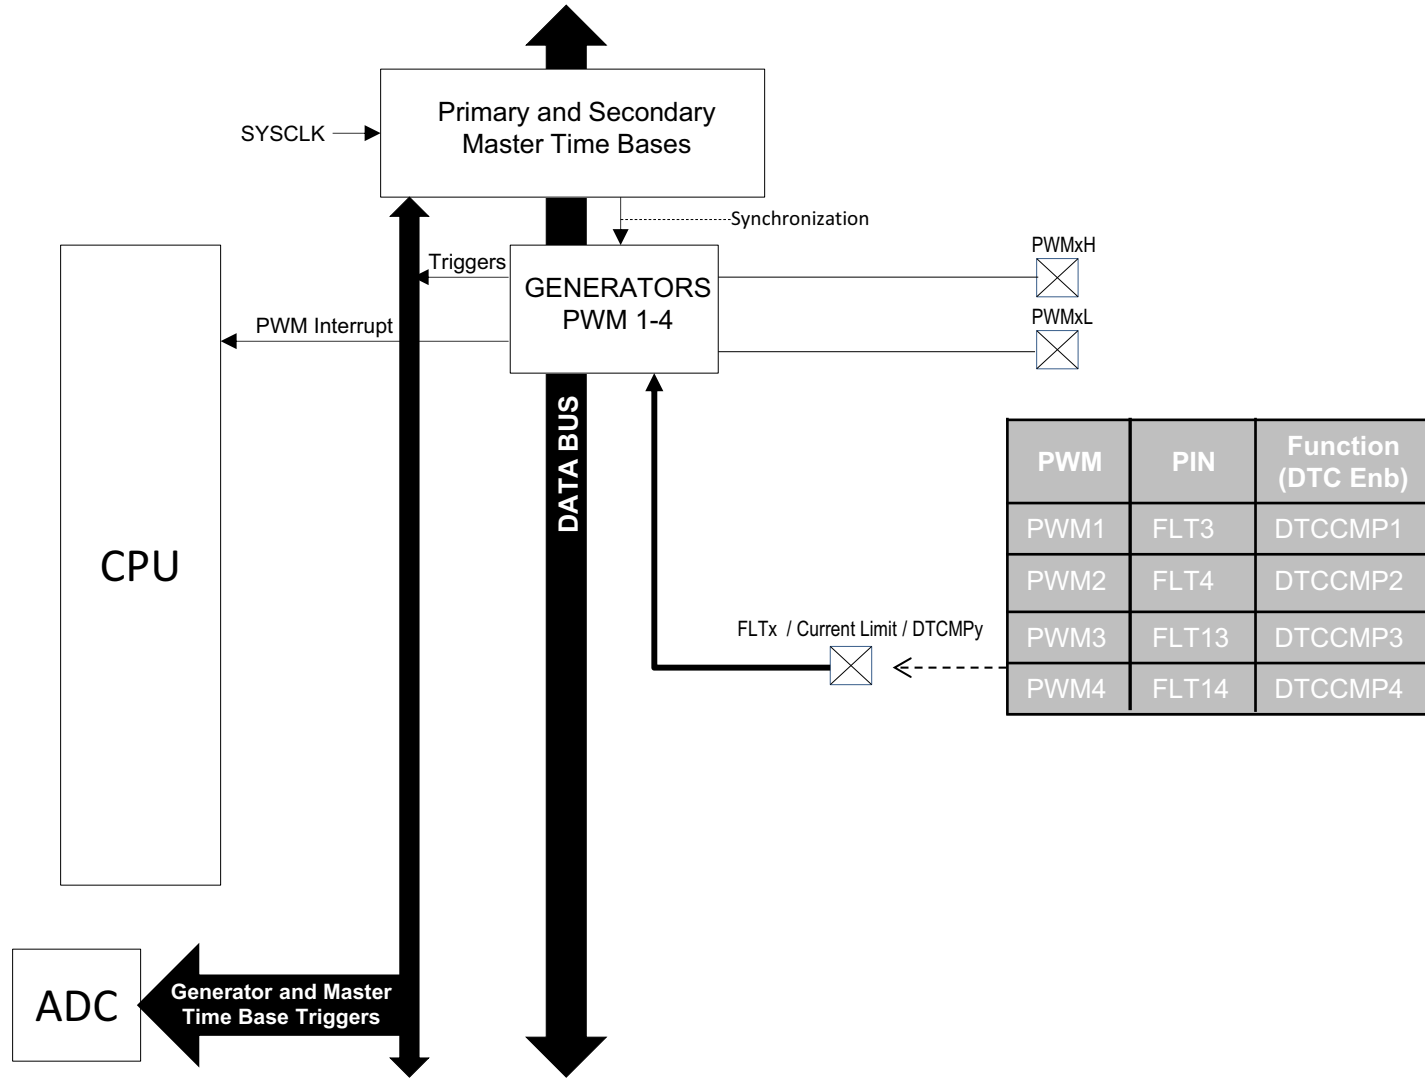 Primary and Secondary
Master Time Bases
SYSCLK
Synchronization
Triggers
GENERATORS
PWM 1-4
PWMxH
PWMxL
PWM Interrupt
DATA BUS
CPU
PWM PIN Function
(DTC Enb)
PWM1 FLT3 DTCCMP1
PWM2 FLT4 DTCCMP2
PWM3 FLT13 DTCCMP3
PWM4 FLT14 DTCCMP4
FLTx / Current Limit / DTCMPy
ADC
Generator and Master
Time Base Triggers